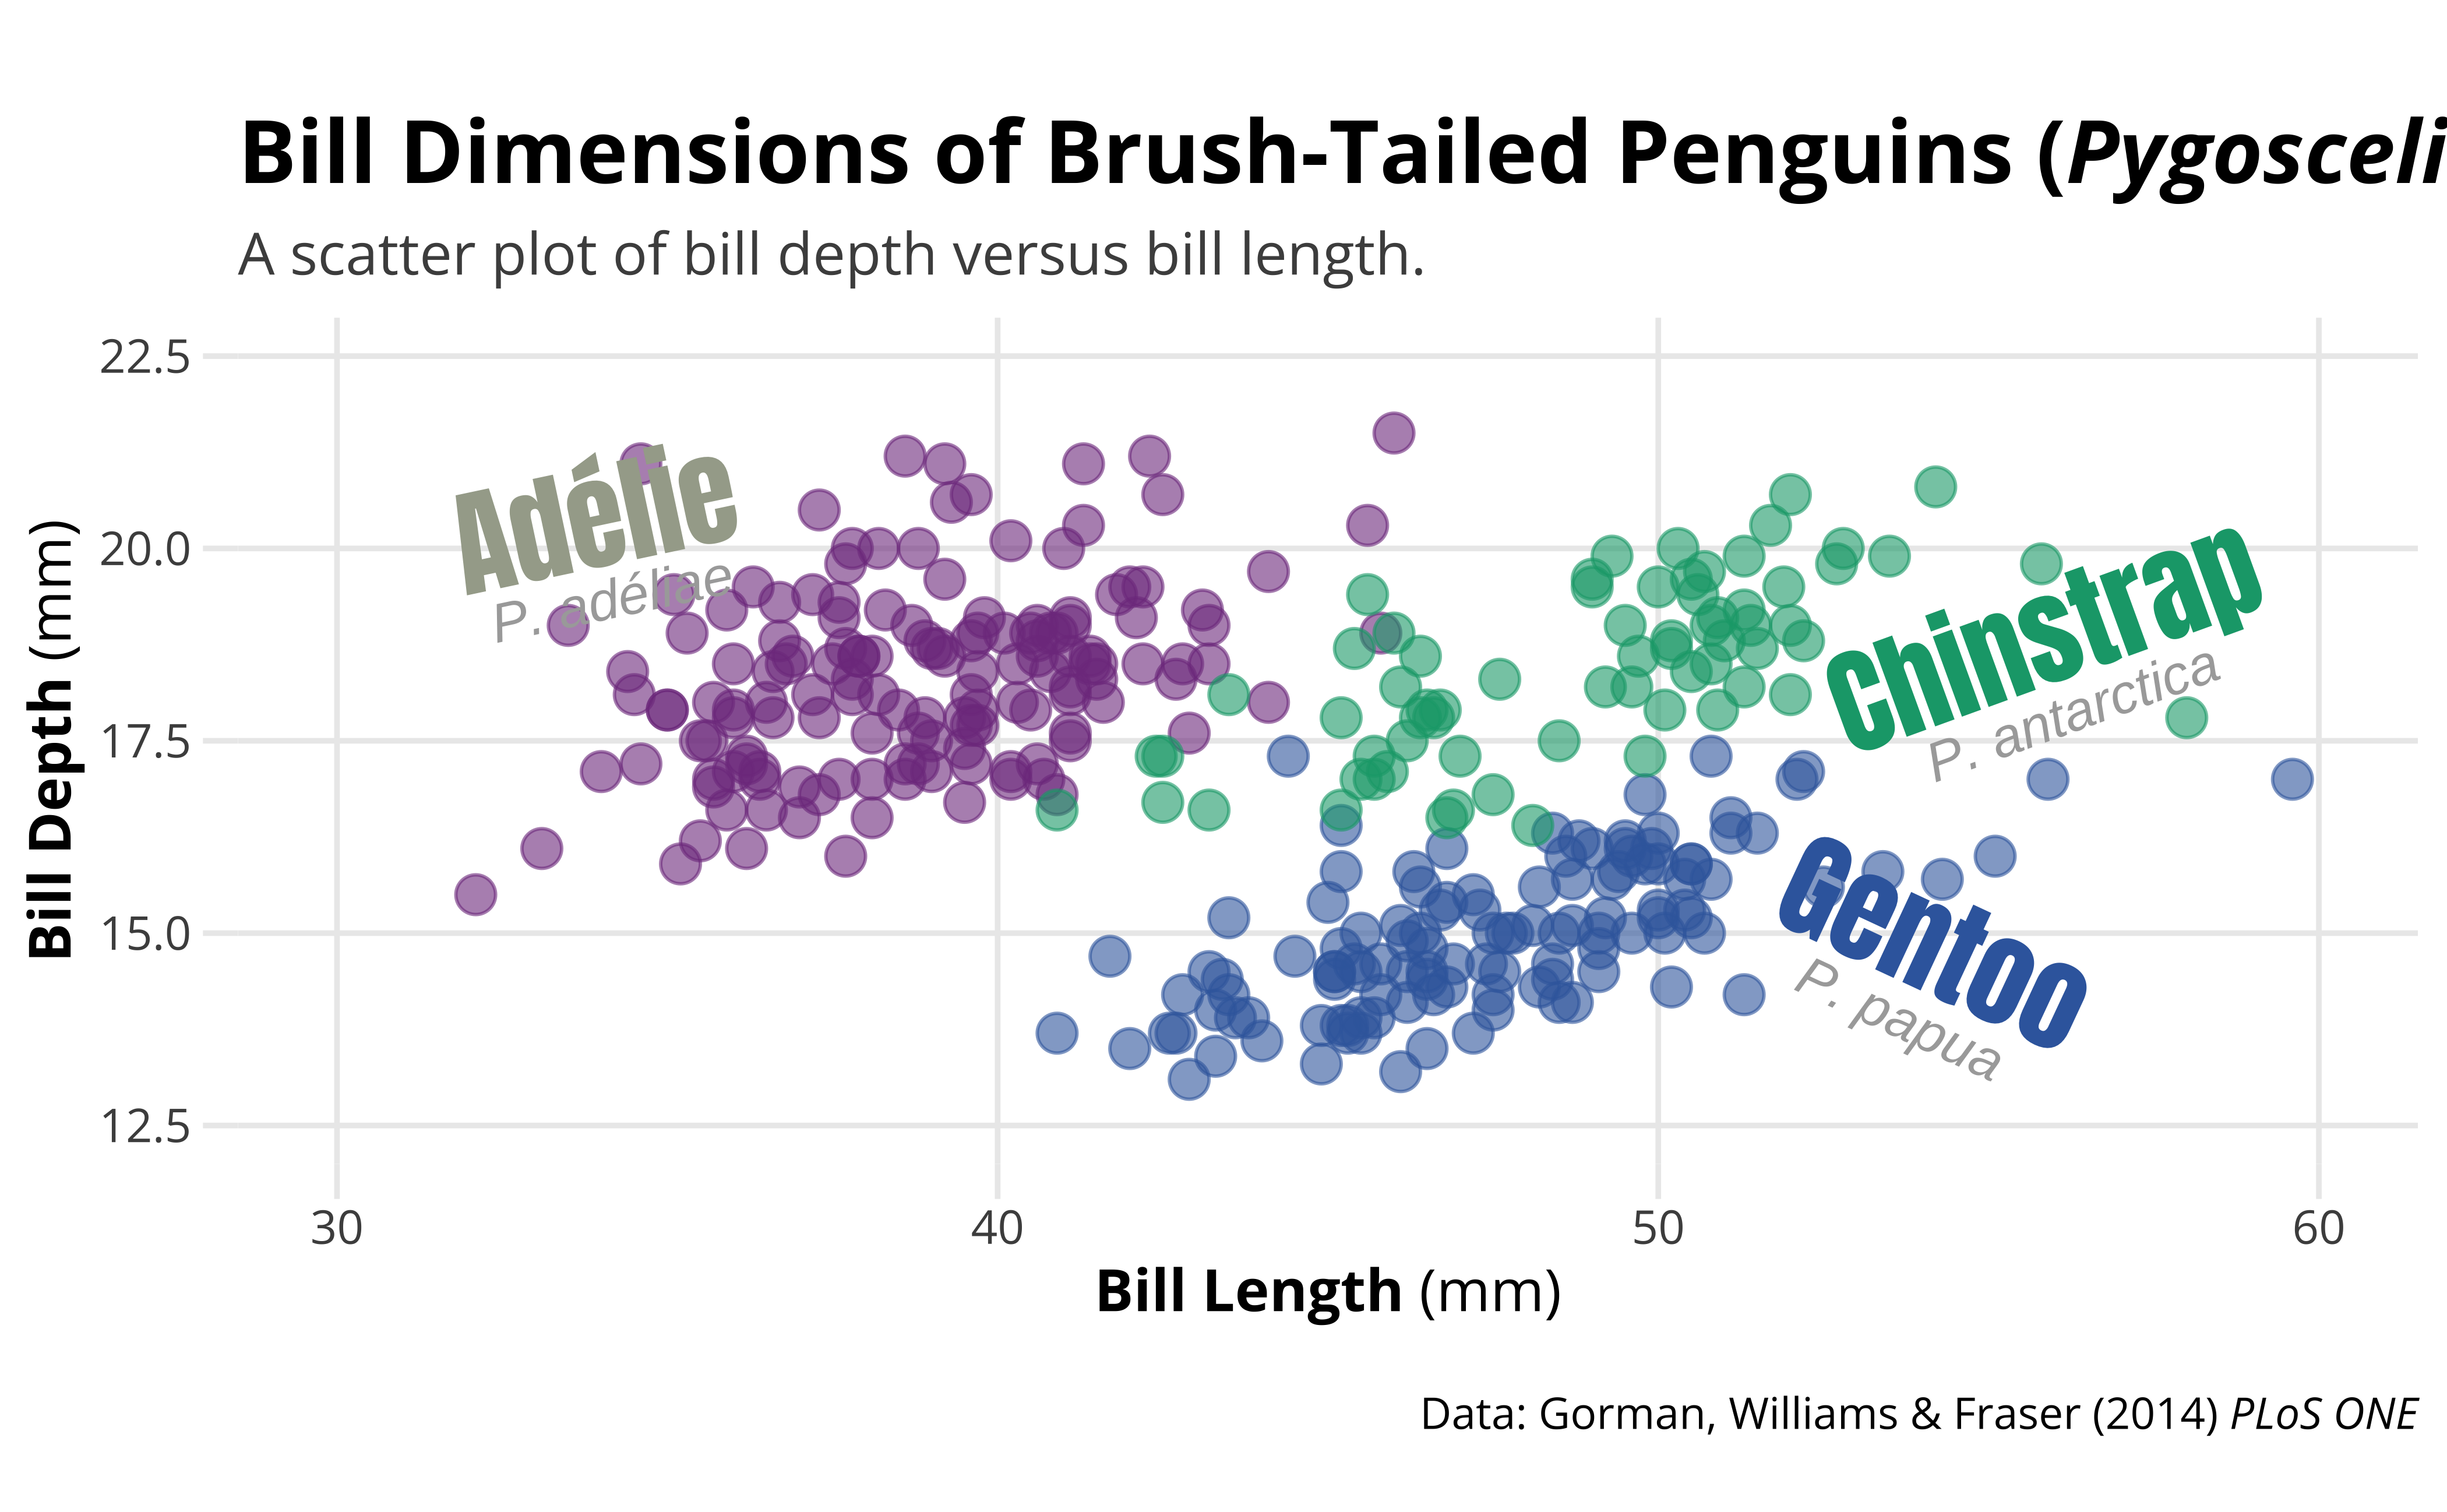 Bill Dimensions of Brush-Tailed Penguins (Pygosceli
A scatter plot of bill depth versus bill length.
22.5
20.0
17.5
15.0
12.5
Bill Depth (mm)
Adélie
P. adéliae
Chinstrap
P. antarctica
Gentoo
P. papua
30 40 50 60
Bill Length (mm)
Data: Gorman, Williams & Fraser (2014) PLoS ONE